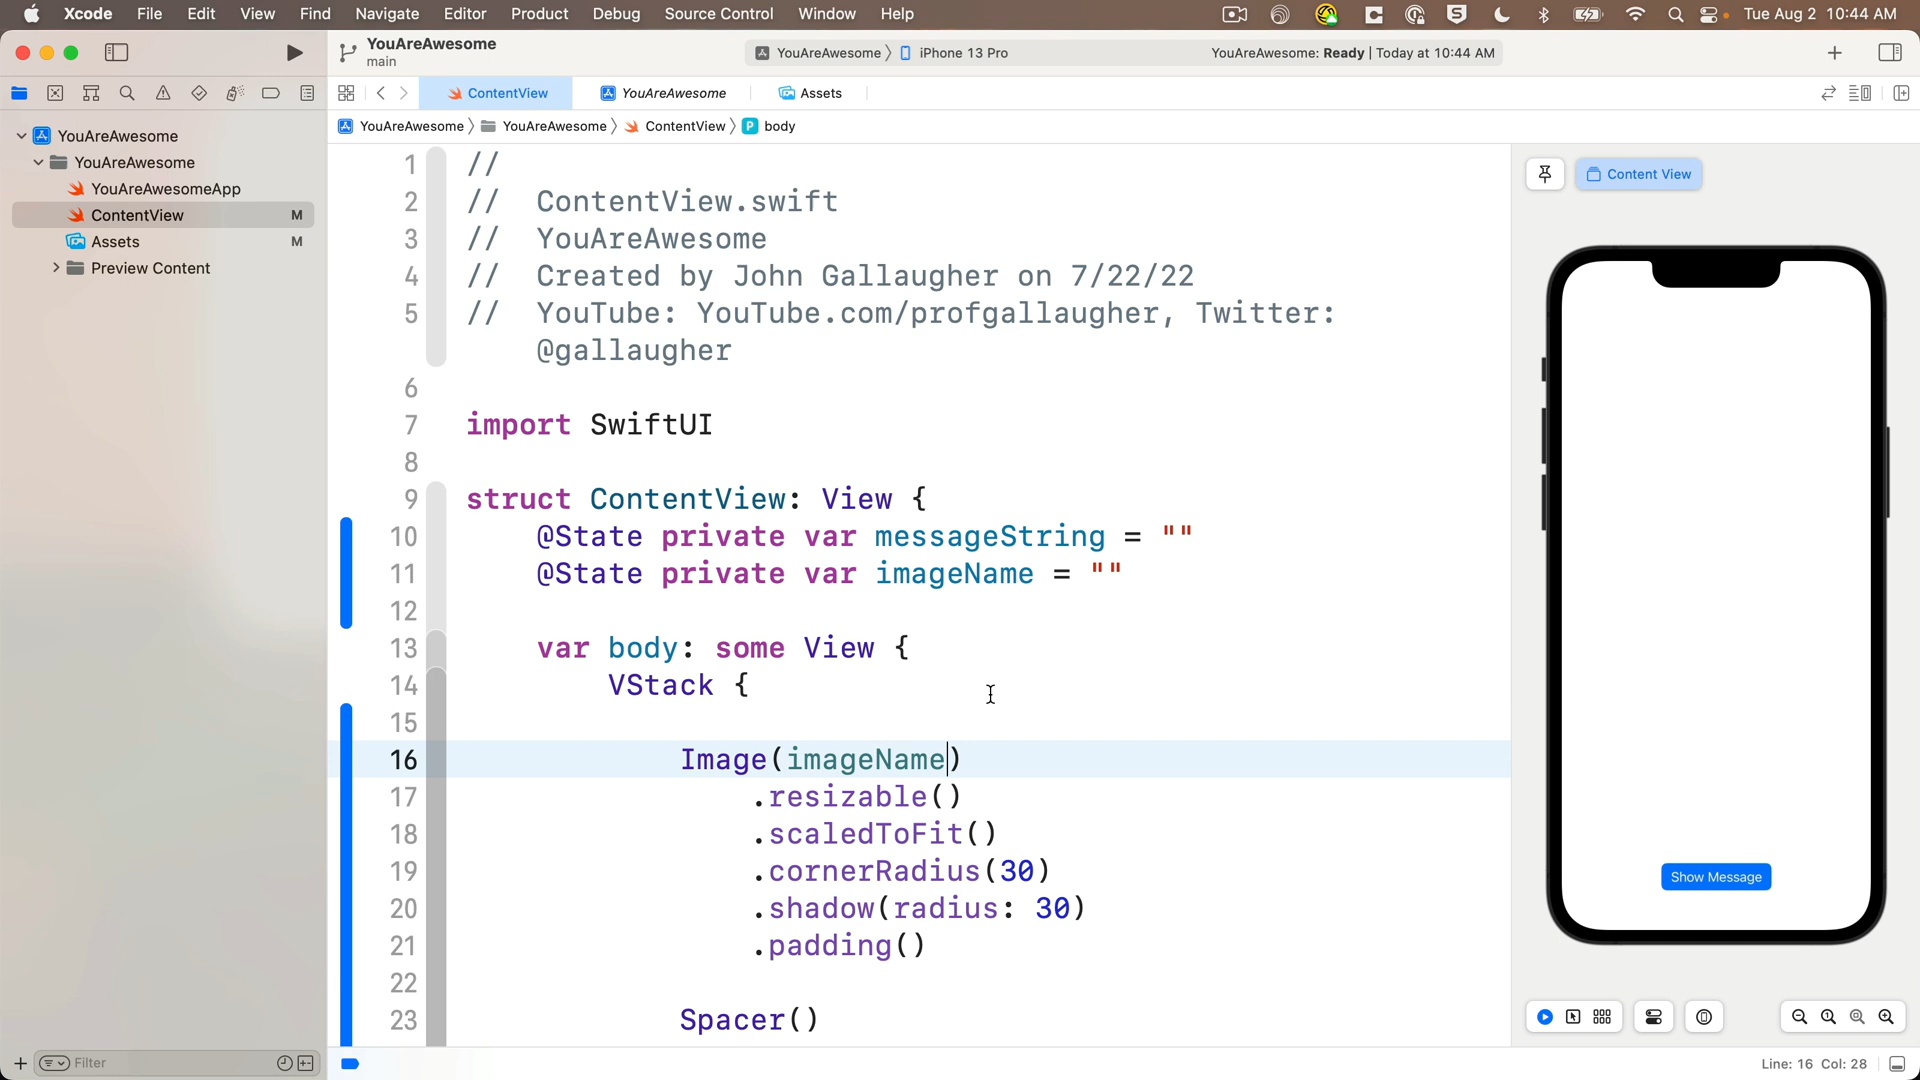 Xcode File Edit View Find Navigate Editor Product Debug Source Control Window Help Tue Aug 2 10:44 AM
YouAreAwesome
main
YouAreAwesome 〉 iPhone 13 Pro YouAreAwesome: Ready | Today at 10:44 AM
ContentView YouAreAwesome Assets
YouAreAwesome 〉 YouAreAwesome 〉 ContentView 〉 P body
YouAreAwesome
YouAreAwesome
YouAreAwesomeApp
ContentView M
Assets M
Preview Content
Filter
1 //
2 // ContentView.swift
3 // YouAreAwesome
4 // Created by John Gallaugher on 7/22/22
5 // YouTube: YouTube.com/profgallaugher, Twitter:
@gallaugher
6
7 import SwiftUI
8
9 struct ContentView: View {
10 @State private var messageString = ""
11 @State private var imageName = ""
12
13 var body: some View {
14 VStack {
15
16 Image(imageName)
17 .resizable()
18 .scaledToFit()
19 .cornerRadius(30)
20 .shadow(radius: 30)
21 .padding()
22
23 Spacer()
Content View
Show Message
Line: 16 Col: 28